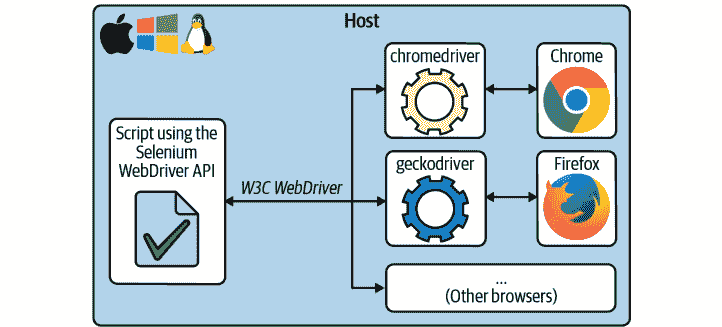 Host
chromedriver
Chrome
Script using the
Selenium
WebDriver API
W3C WebDriver
geckodriver
Firefox
...
(Other browsers)